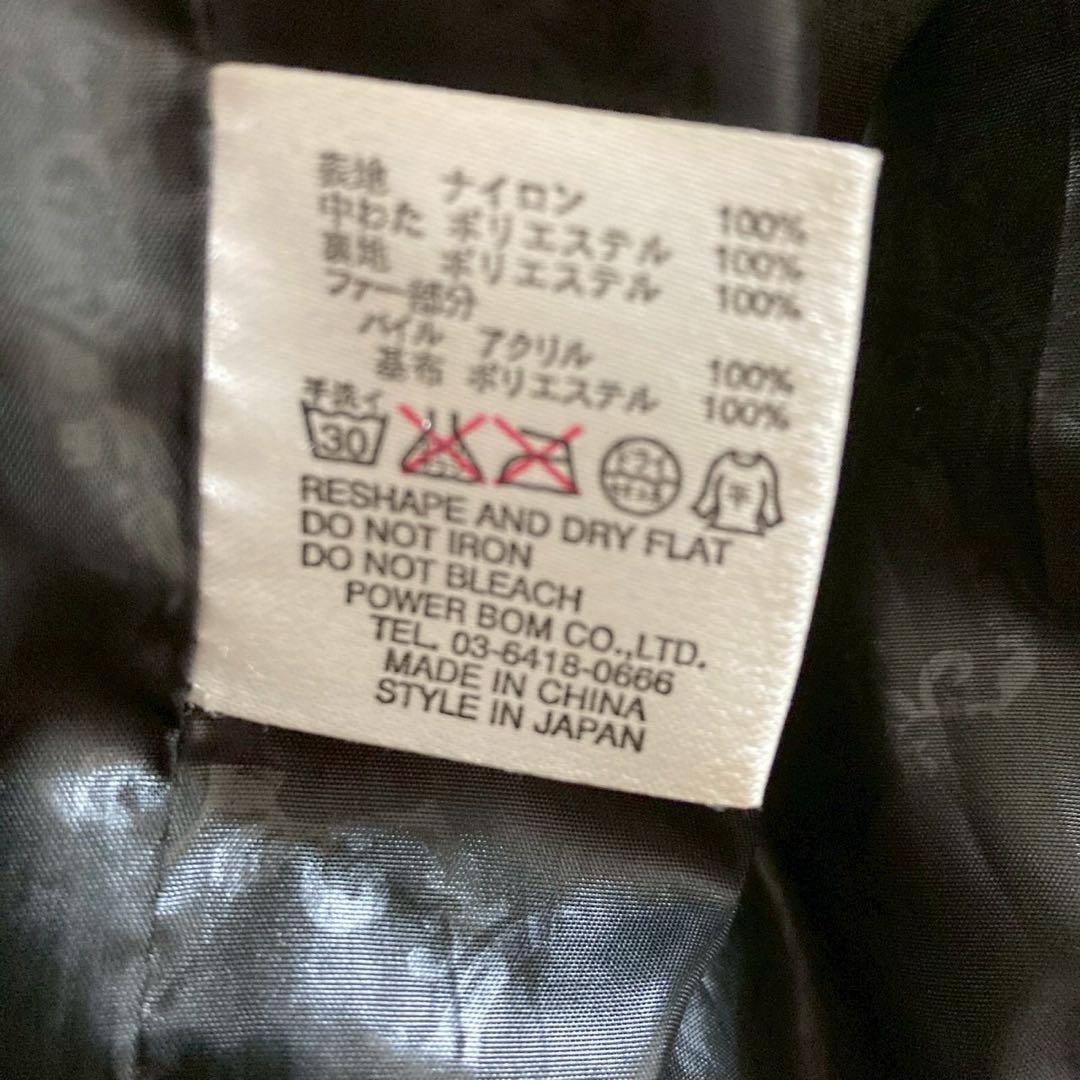 表地 ナイロン 100%
中わた ポリエステル 100%
裏地 ポリエステル 100%
ファー部分
パイル アクリル 100%
基布 ポリエステル 100%
手洗イ
30
平
RESHAPE AND DRY FLAT
DO NOT IRON
DO NOT BLEACH
POWER BOM CO.,LTD.
TEL. 03-6418-0666
MADE IN CHINA
STYLE IN JAPAN